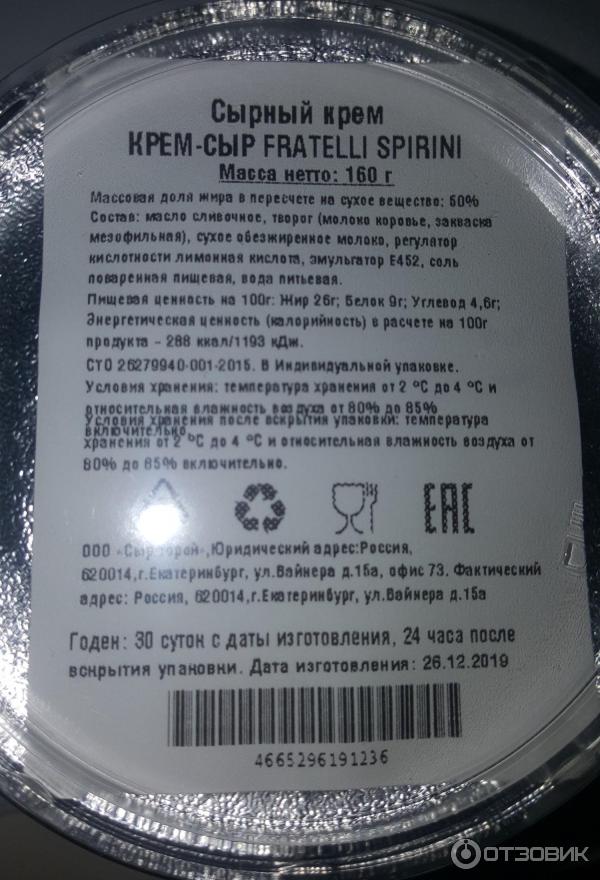 Сырный крем
КРЕМ-СЫР FRATELLI SPIRINI
Масса нетто: 160 г
Массовая доля жира в пересчете на сухое вещество: 50%
Состав: масло сливочное, творог (молоко коровье, закваска
мезофильная), сухое обезжиренное молоко, регулятор
кислотности лимонная кислота, эмульгатор Е452, соль
поваренная пищевая, вода питьевая.
Пищевая ценность на 100г: Жир 26г; Белок 9г; Углевод 4,6г;
Энергетическая ценность (калорийность) в расчете на 100г
продукта – 288 ккал/1193 кДж.
СТО 26279940-001-2015. В Индивидуальной упаковке.
Условия хранения: температура хранения от 2 °С до 4 °С и
относительная влажность воздуха от 80% до 85%
включительно
Условия хранения после вскрытия упаковки: температура
хранения от 2 °С до 4 °С и относительная влажность воздуха от
80% до 85% включительно.
ЕАС
ООО «Сыр ,Юридический адрес:Россия,
620014,г.Екатеринбург, ул.Вайнера д.15а, офис 73. Фактический
адрес: Россия, 620014,г.Екатеринбург, ул.Вайнера д.15а
Годен: 30 суток с даты изготовления, 24 часа после
вскрытия упаковки. Дата изготовления: 26.12.2019
4665296191236
ОТЗОВИК